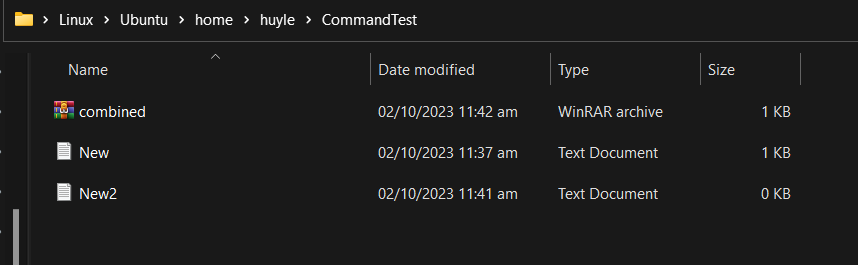 Linux > Ubuntu > home > huyle > CommandTest
Name Date modified Type Size
combined 02/10/2023 11:42 am WinRAR archive 1 KB
New 02/10/2023 11:37 am Text Document 1 KB
New2 02/10/2023 11:41 am Text Document 0 KB